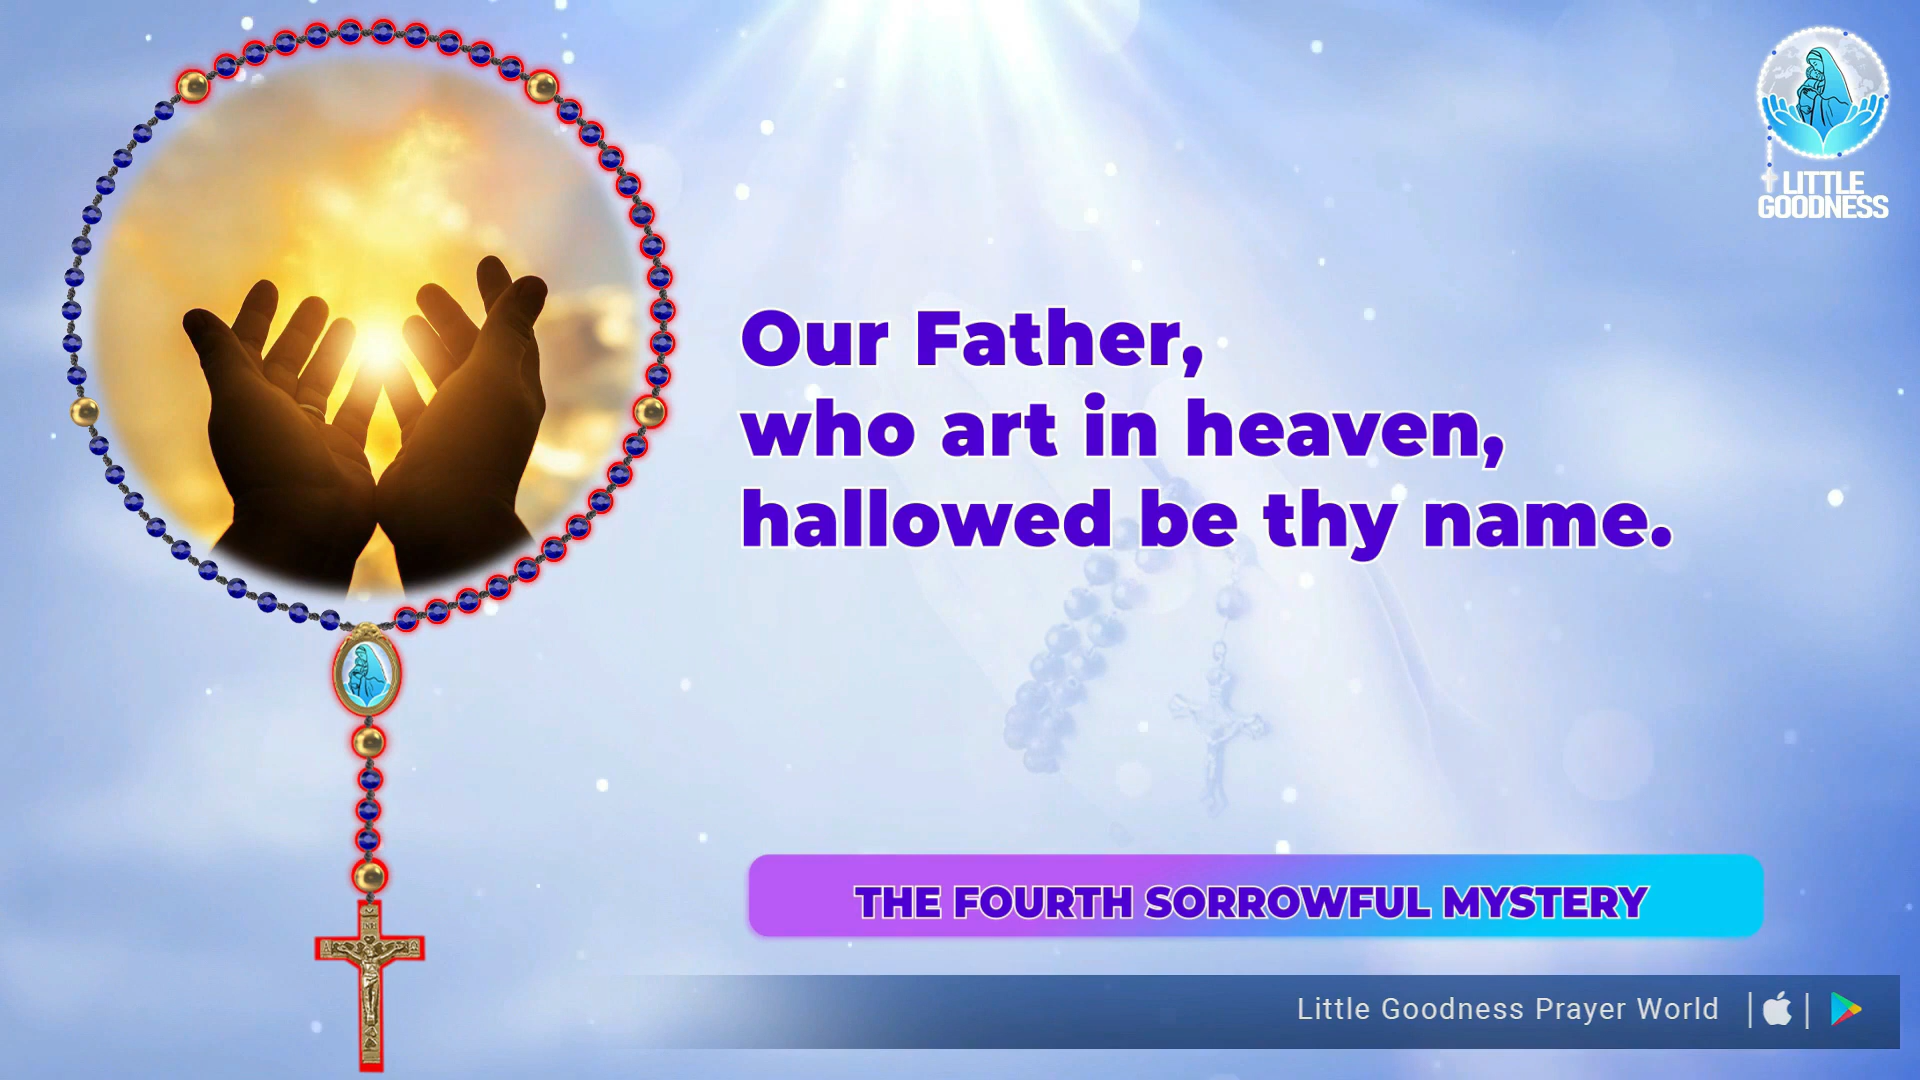 LITTLE
GOODNESS
Our Father,
who art in heaven,
hallowed be thy name.
THE FOURTH SORROWFUL MYSTERY
Little Goodness Prayer World